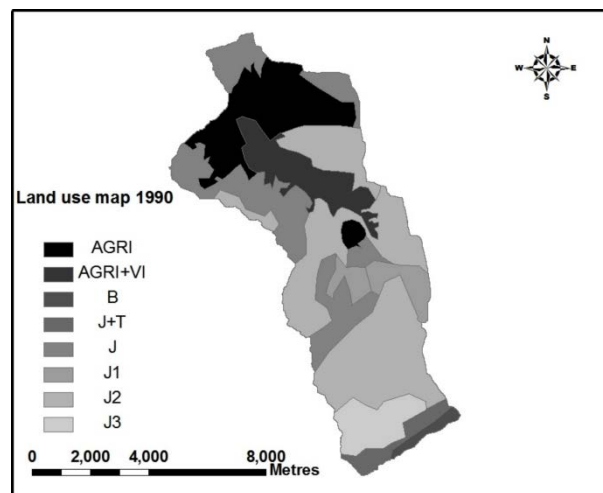 N
W E
S
Land use map 1990
AGRI
AGRI+VI
B
J+T
J
J1
J2
J3
0 2,000 4,000 8,000
Metres